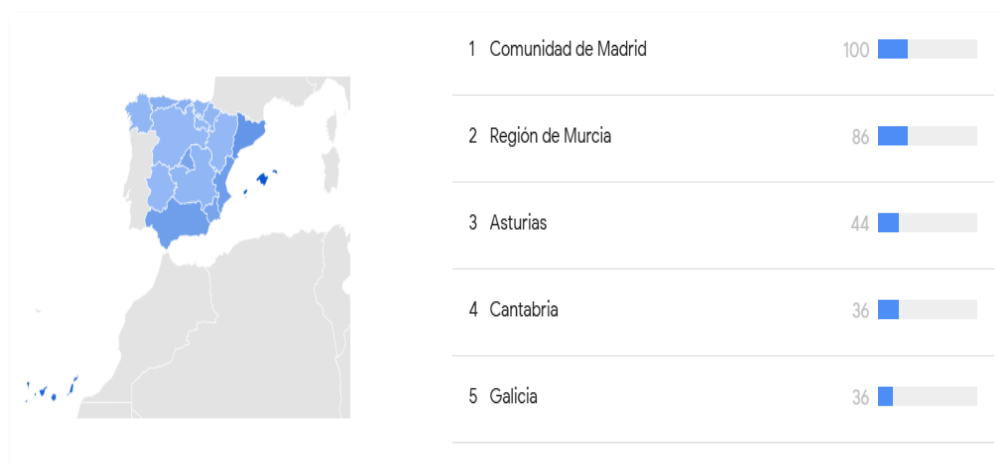 1 Comunidad de Madrid 100
2 Región de Murcia 86
3 Asturias 44
4 Cantabria 36
5 Galicia 36